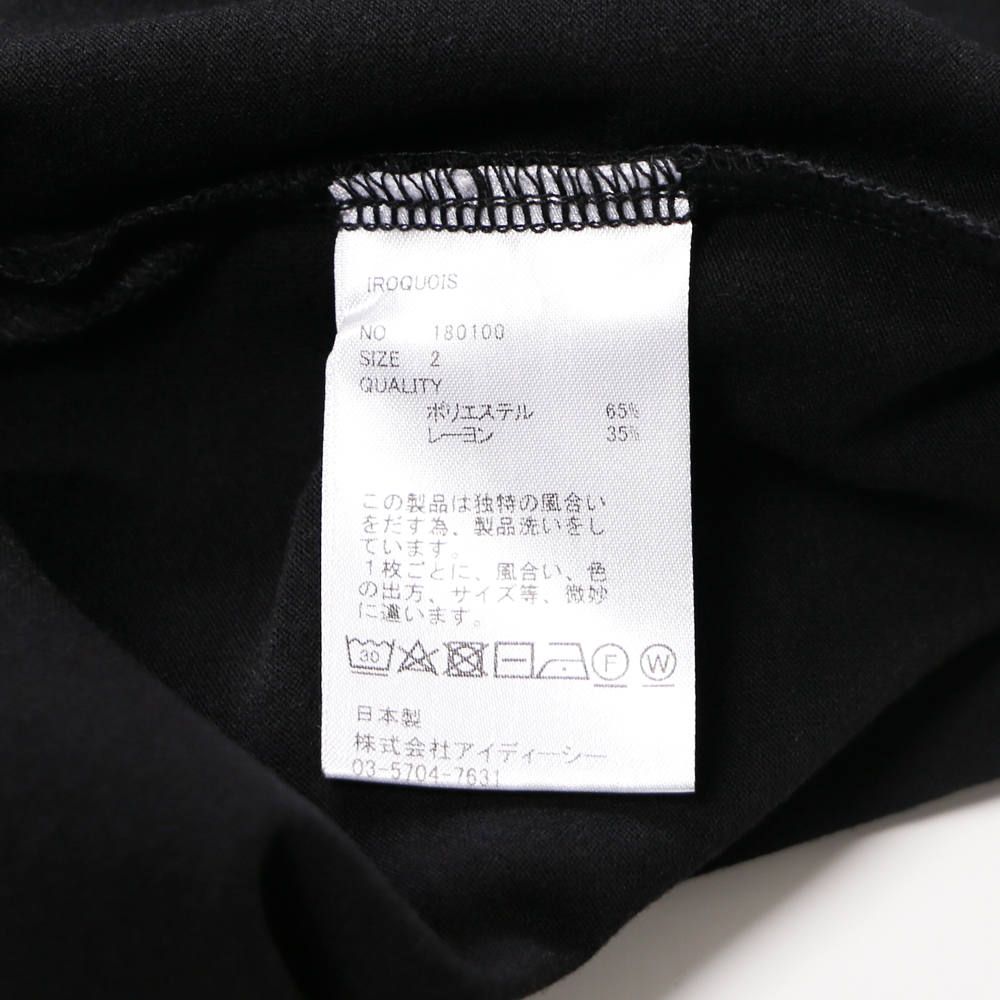 IROQUOIS
NO 180100
SIZE 2
QUALITY
ポリエステル 65%
レーヨン 35%
この製品は独特の風合い
をだす為、製品洗いをし
ています。
1枚ごとに、風合い、色
の出方、サイズ等、微妙
に違います。
30 F W
日本製
株式会社アイディーシー
03-5704-7631